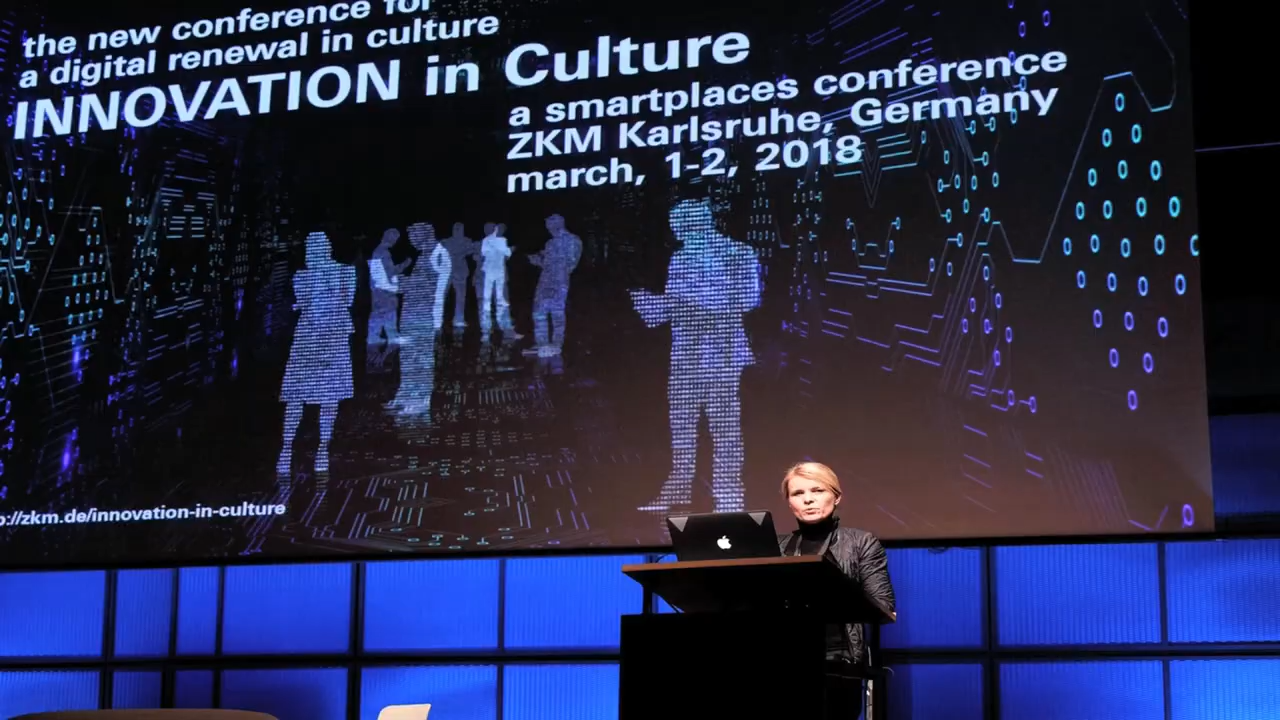 the new conference for
a digital renewal in culture
INNOVATION in Culture
a smartplaces conference
ZKM Karlsruhe, Germany
march, 1-2, 2018
://zkm.de/innovation-in-culture